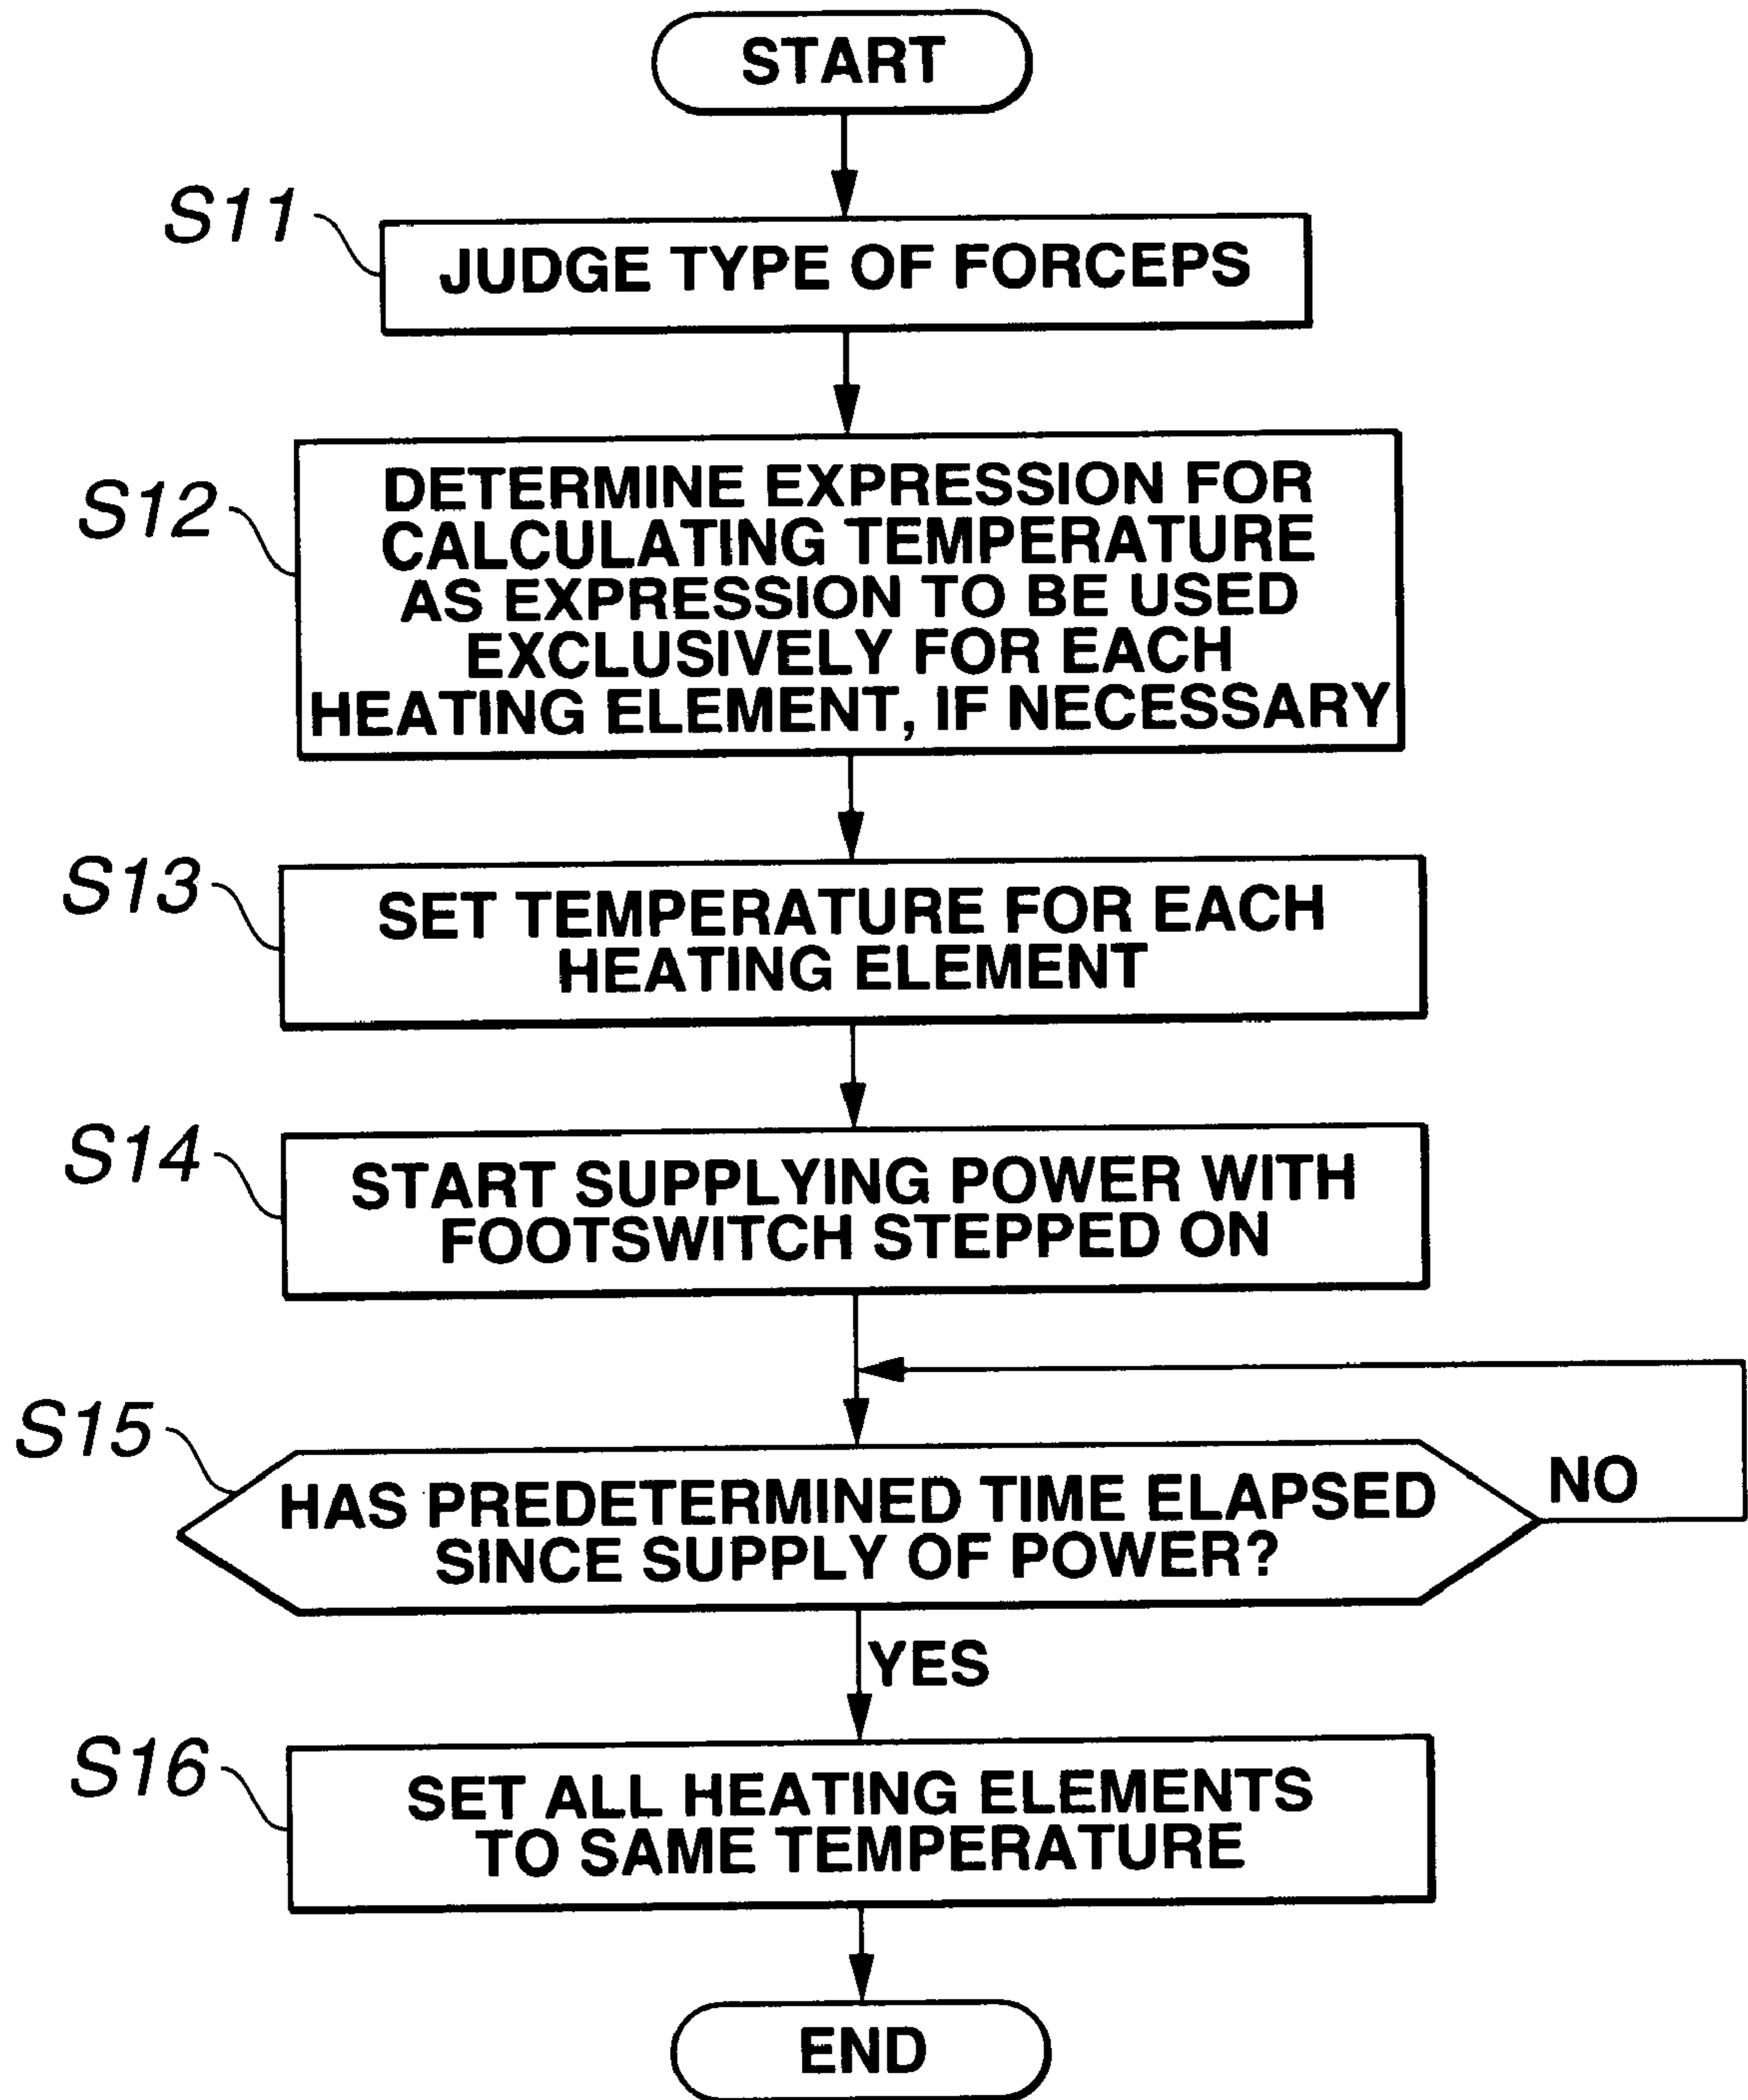 START
S11
JUDGE TYPE OF FORCEPS
S12
DETERMINE EXPRESSION FOR
CALCULATING TEMPERATURE
AS EXPRESSION TO BE USED
EXCLUSIVELY FOR EACH
HEATING ELEMENT, IF NECESSARY
S13
SET TEMPERATURE FOR EACH
HEATING ELEMENT
S14
START SUPPLYING POWER WITH
FOOTSWITCH STEPPED ON
S15
HAS PREDETERMINED TIME ELAPSED
SINCE SUPPLY OF POWER?
NO
YES
S16
SET ALL HEATING ELEMENTS
TO SAME TEMPERATURE
END